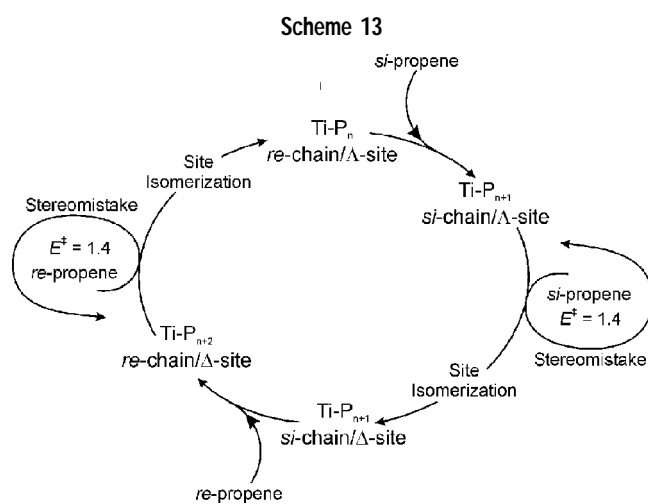 Scheme 13
si-propene
Ti-Pn
re-chain/Λ-site
Site
Isomerization
Ti-Pn+1
si-chain/Λ-site
Stereomistake
E‡ = 1.4
re-propene
si-propene
E‡ = 1.4
Stereomistake
Ti-Pn+2
re-chain/Δ-site
Site
Isomerization
Ti-Pn+1
si-chain/Δ-site
re-propene